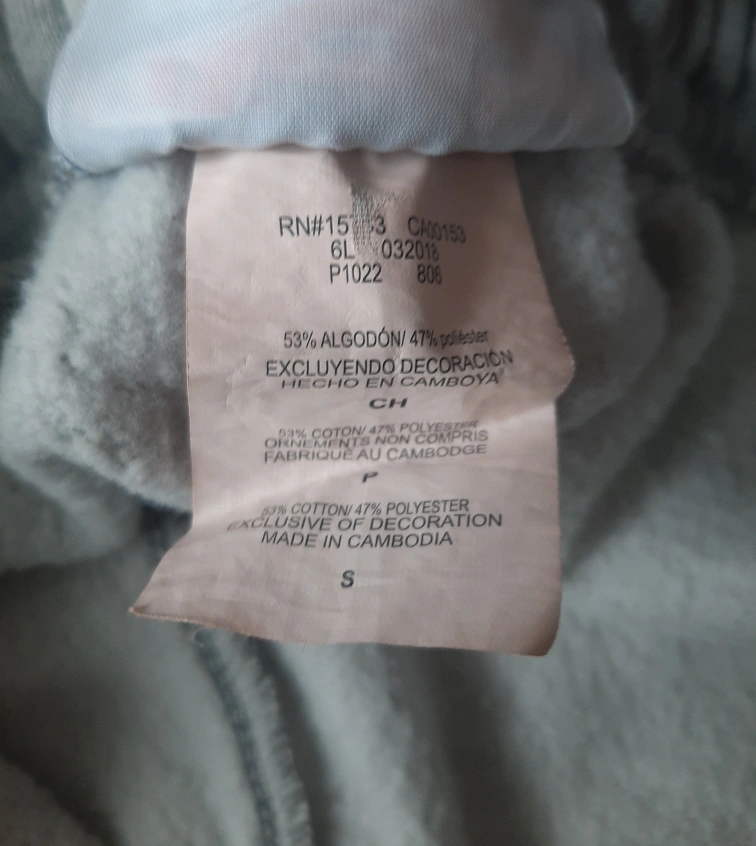 CA00153
6L 032018
P1022 806
53% ALGODÓN/ 47% poliéster
EXCLUYENDO DECORACIÓN
HECHO EN CAMBOYA
CH
53% COTON/ 47% POLYESTER
ORNEMENTS NON COMPRIS
FABRIQUÉ AU CAMBODGE
P
53% COTTON/ 47% POLYESTER
EXCLUSIVE OF DECORATION
MADE IN CAMBODIA
S